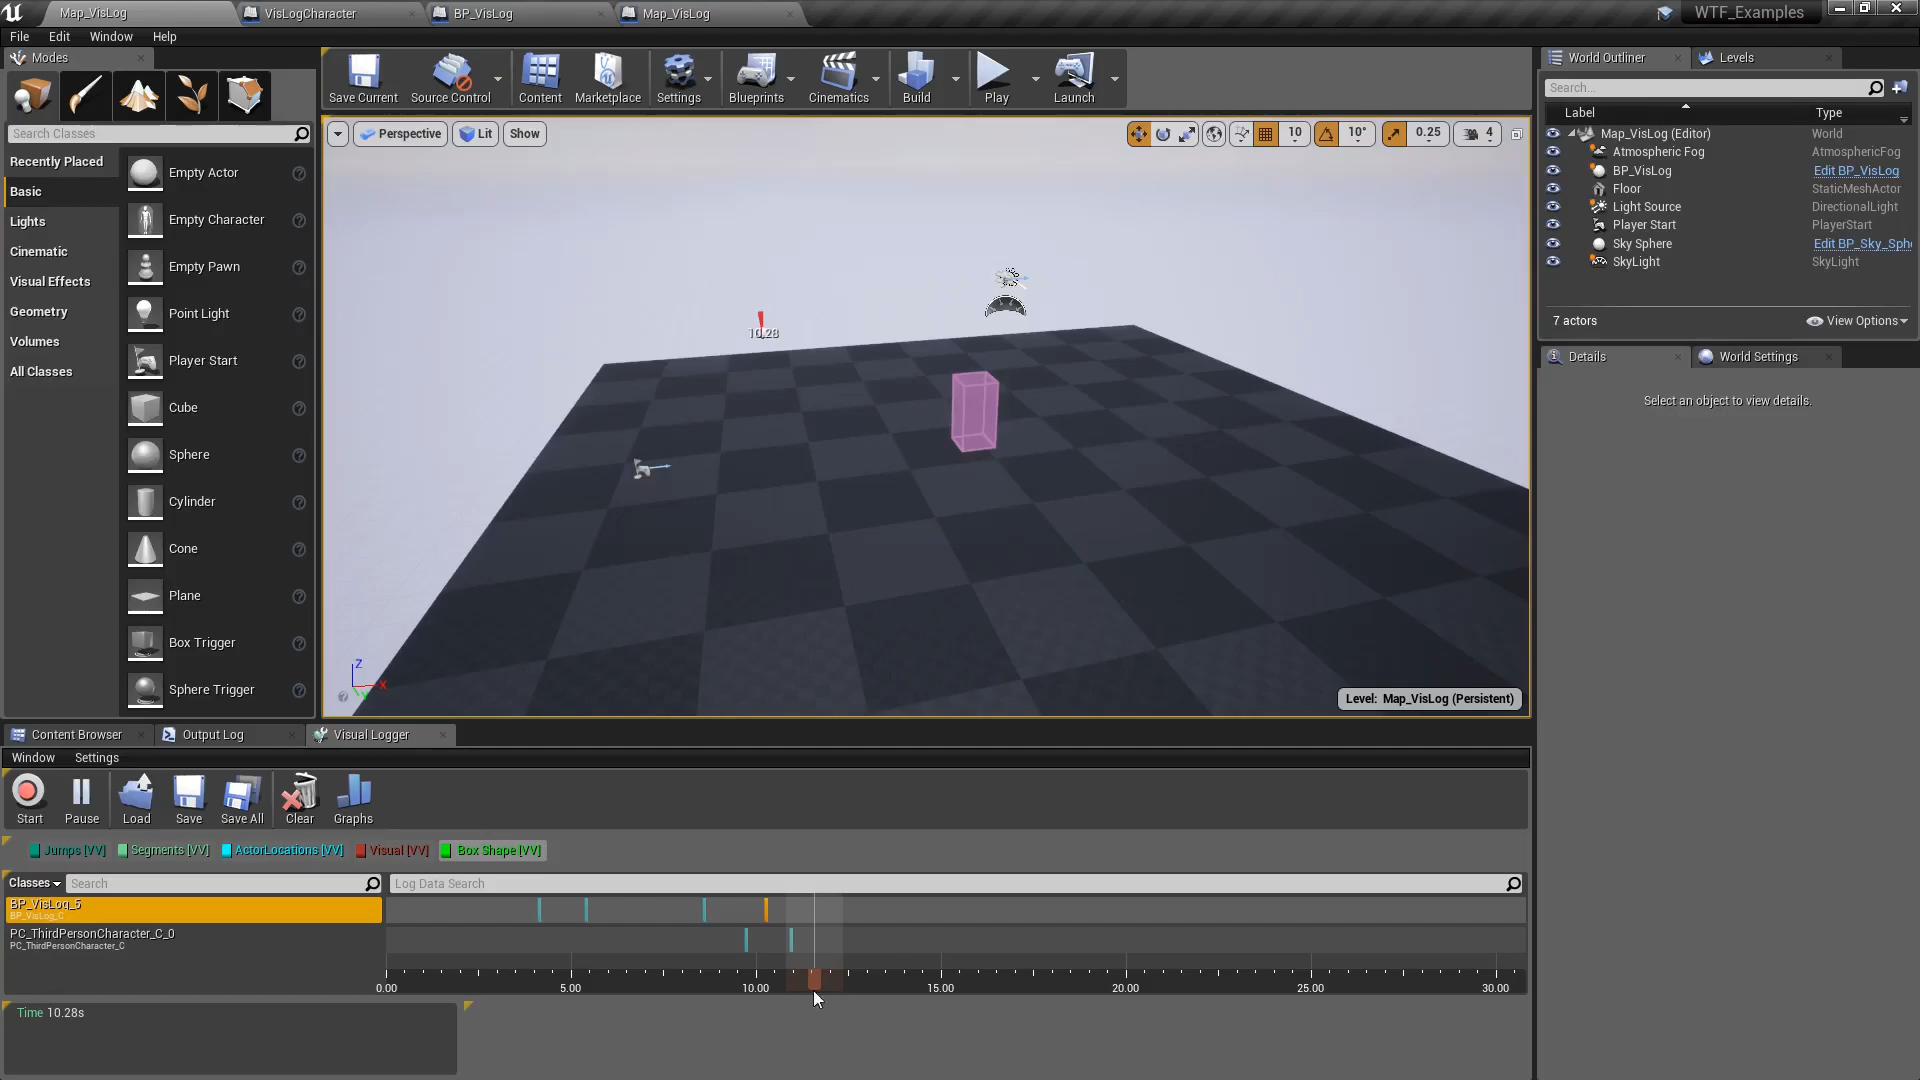 Map_VisLog
VisLogCharacter
BP_VisLog
Map_VisLog
WTF_Examples
File
Edit
Window
Help
Modes
Search Classes
Recently Placed
Basic
Lights
Cinematic
Visual Effects
Geometry
Volumes
All Classes
Empty Actor
Empty Character
Empty Pawn
Point Light
Player Start
Cube
Sphere
Cylinder
Cone
Plane
Box Trigger
Sphere Trigger
Save Current
Source Control
Content
Marketplace
Settings
Blueprints
Cinematics
Build
Play
Launch
Perspective
Lit
Show
10
10°
0.25
4
10.28
Z
X
Y
Level: Map_VisLog (Persistent)
World Outliner
Levels
Search...
Label
Type
Map_VisLog (Editor)
World
Atmospheric Fog
AtmosphericFog
BP_VisLog
Edit BP_VisLog
Floor
StaticMeshActor
Light Source
DirectionalLight
Player Start
PlayerStart
Sky Sphere
Edit BP_Sky_Sph
SkyLight
SkyLight
7 actors
View Options
Details
World Settings
Select an object to view details.
Content Browser
Output Log
Visual Logger
Window
Settings
Start
Pause
Load
Save
Save All
Clear
Graphs
Jumps [VV]
Segments [VV]
ActorLocations [VV]
Visual [VV]
Box Shape [VV]
Classes
Search
Log Data Search
BP_VisLog_5
BP_VisLog_C
PC_ThirdPersonCharacter_C_0
PC_ThirdPersonCharacter_C
0.00
5.00
10.00
15.00
20.00
25.00
30.00
Time 10.28s